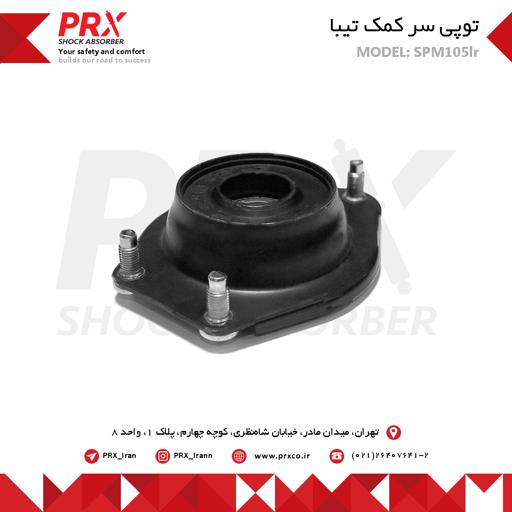 PRX
SHOCK ABSORBER
Your safety and comfort
builds our road to success
توپی سر کمک تیبا
MODEL: SPM105lr
PRX
SHOCK ABSORBER
تهران، میدان مادر، خیابان شاه‌نظری، کوچه چهارم، پلاک ۱، واحد ۸
PRX_Iran
PRX_Irann
www.prxco.ir
(۰۲۱)۲۶۴۰۷۶۴۱-۲